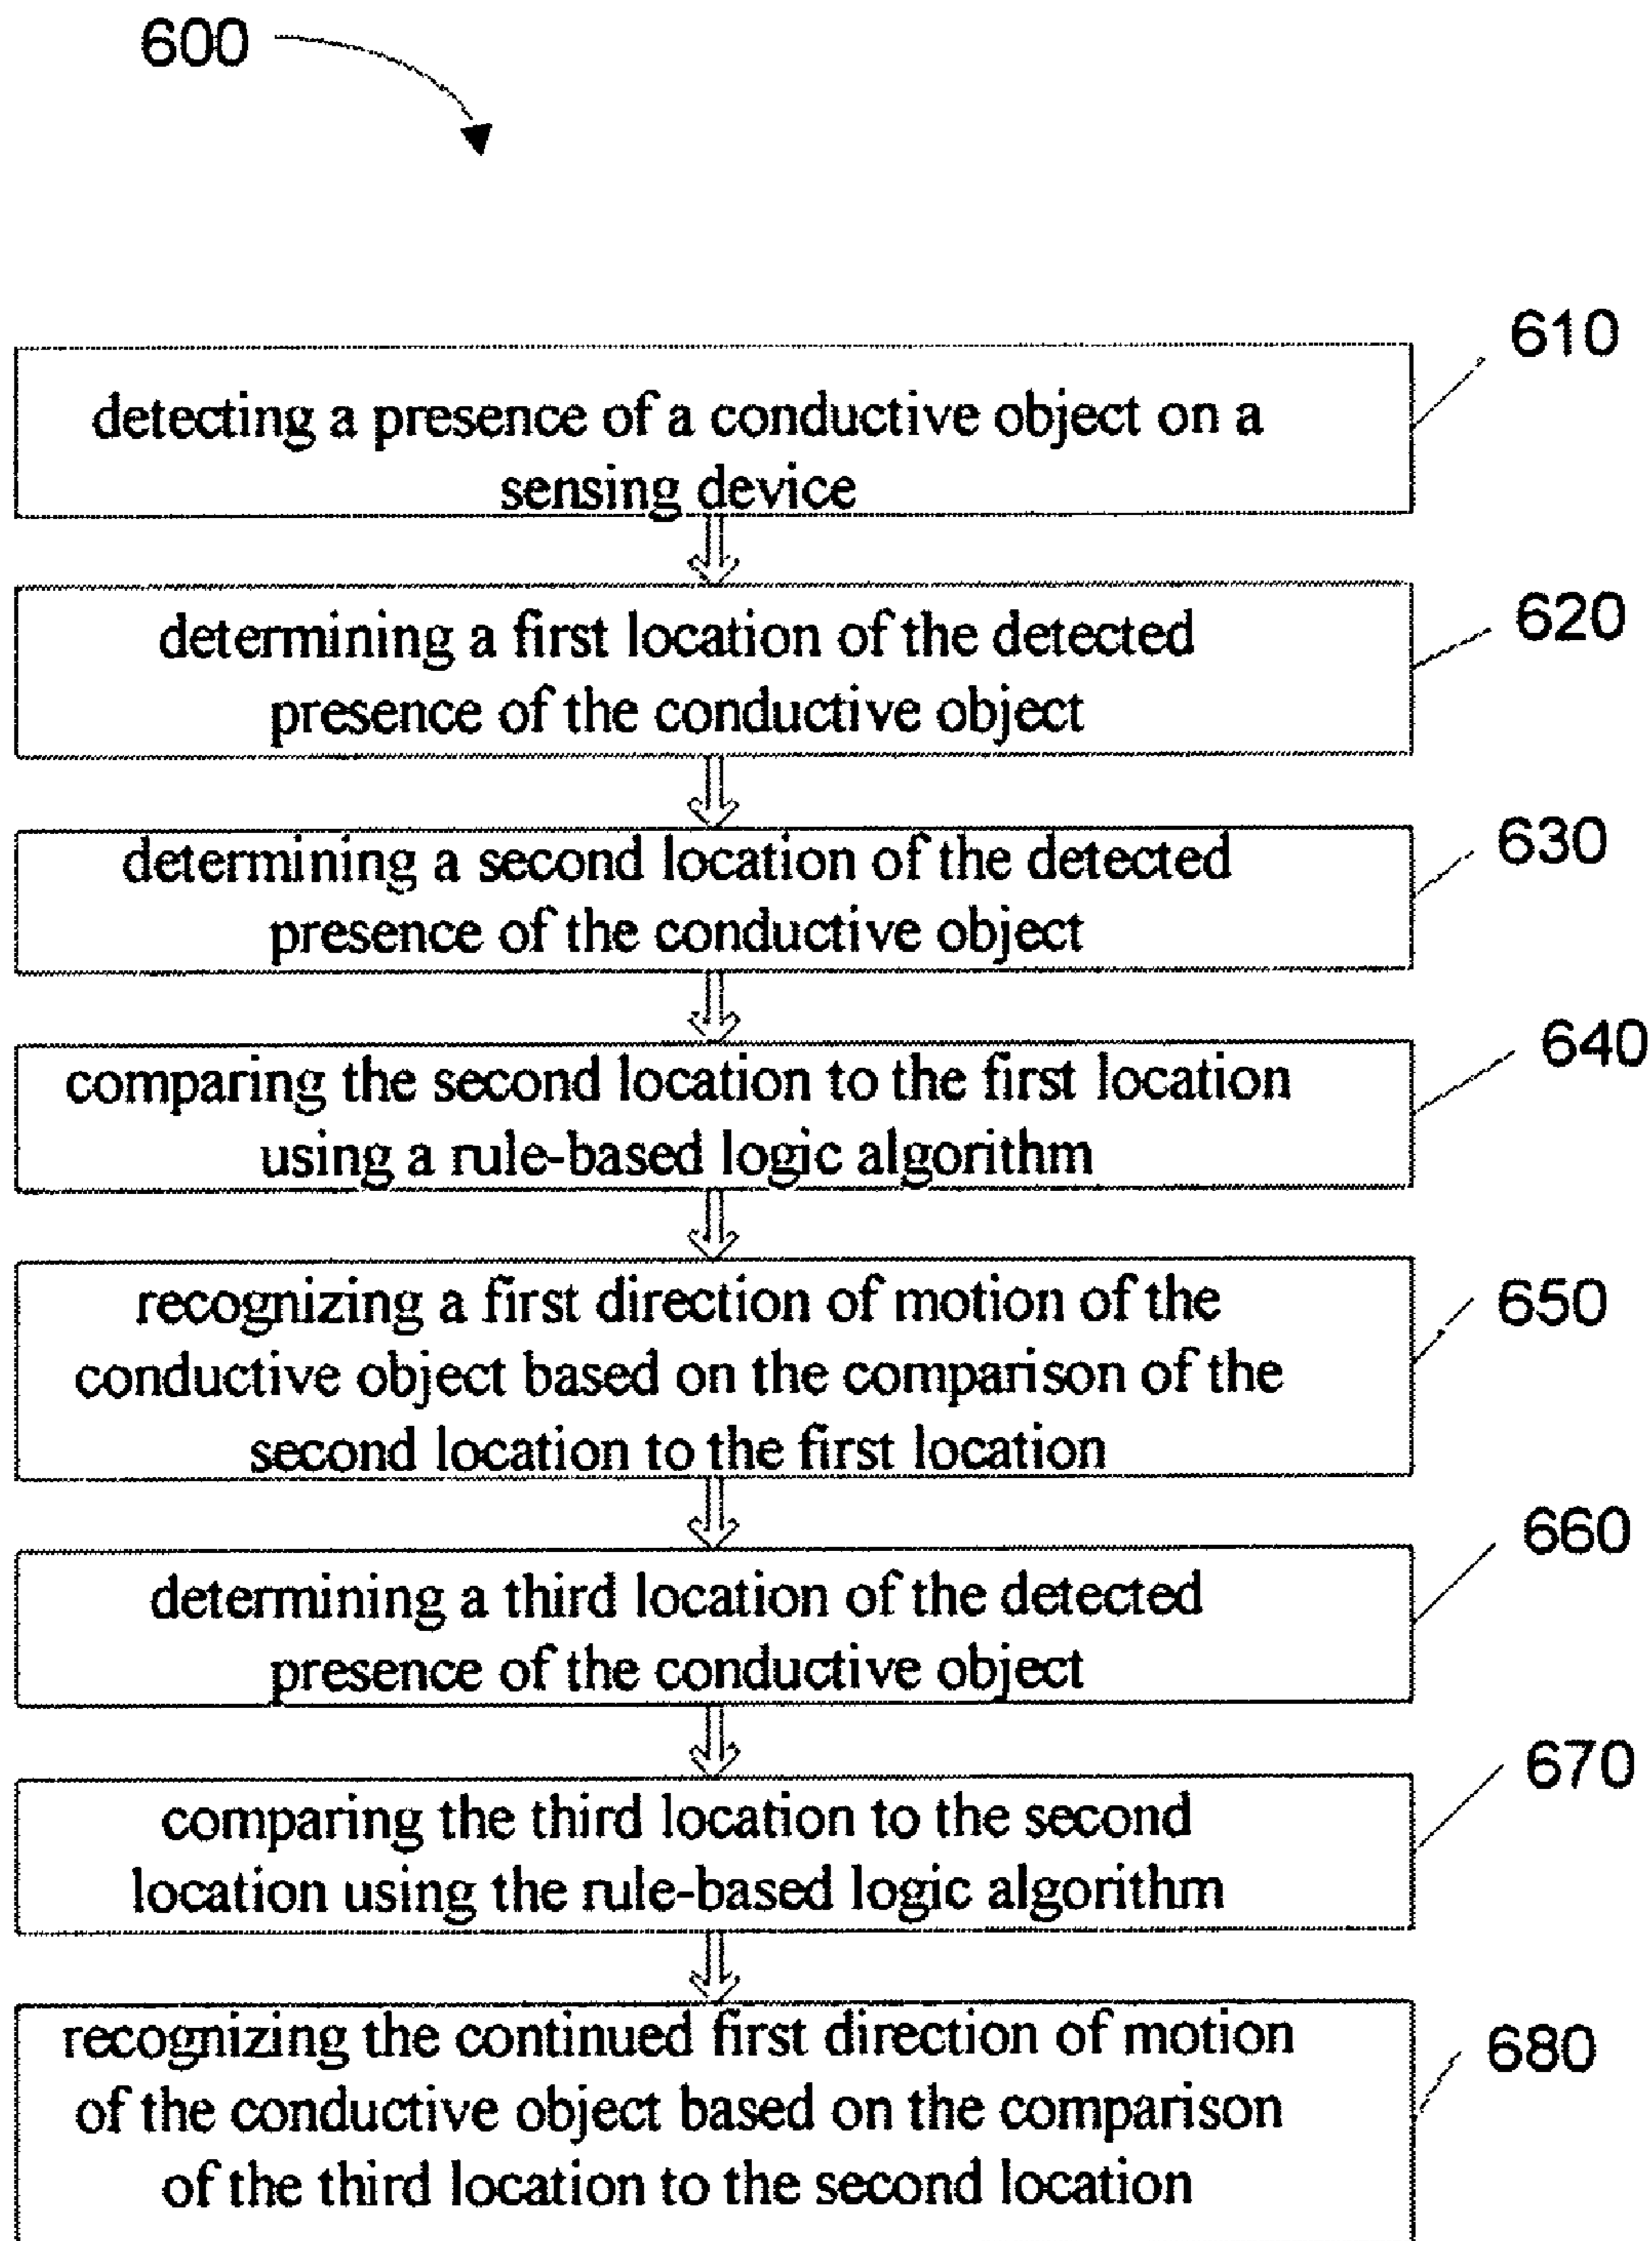 600
610
detecting a presence of a conductive object on a
sensing device
620
determining a first location of the detected
presence of the conductive object
630
determining a second location of the detected
presence of the conductive object
640
comparing the second location to the first location
using a rule-based logic algorithm
650
recognizing a first direction of motion of the
conductive object based on the comparison of the
second location to the first location
660
determining a third location of the detected
presence of the conductive object
670
comparing the third location to the second
location using the rule-based logic algorithm
680
recognizing the continued first direction of motion
of the conductive object based on the comparison
of the third location to the second location